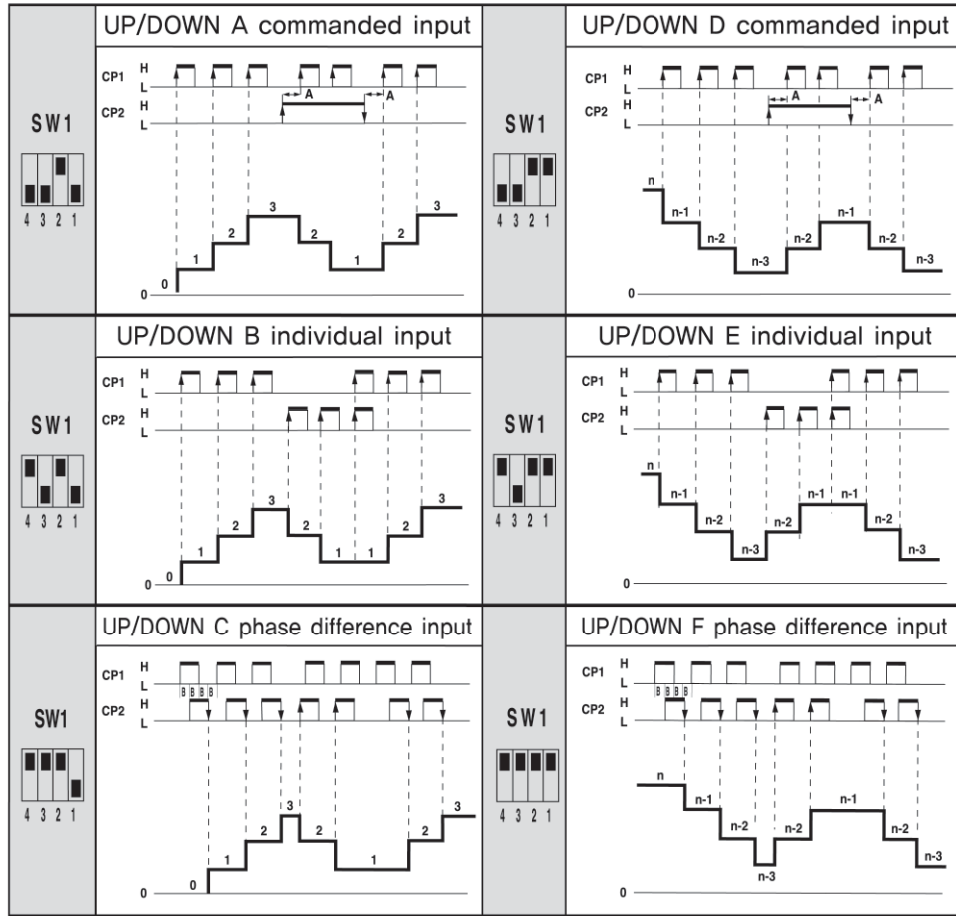 UP/DOWN A commanded input
CP1 H
L
A A
CP2 H
L
SW1
4 3 2 1
0 1 2 3 2 1 2 3
0
UP/DOWN D commanded input
CP1 H
L
A A
CP2 H
L
SW1
4 3 2 1
n n-1 n-2 n-3 n-2 n-1 n-2 n-3
0
UP/DOWN B individual input
CP1 H
L
CP2 H
L
SW1
4 3 2 1
0 1 2 3 2 1 1 2 3
0
UP/DOWN E individual input
CP1 H
L
CP2 H
L
SW1
4 3 2 1
n n-1 n-2 n-3 n-2 n-1 n-1 n-2 n-3
0
UP/DOWN C phase difference input
CP1 H
L
B B B B
CP2 H
L
SW1
4 3 2 1
0 1 2 3 2 1 2 3
0
UP/DOWN F phase difference input
CP1 H
L
B B B B
CP2 H
L
SW1
4 3 2 1
n n-1 n-2 n-3 n-2 n-1 n-2 n-3
0